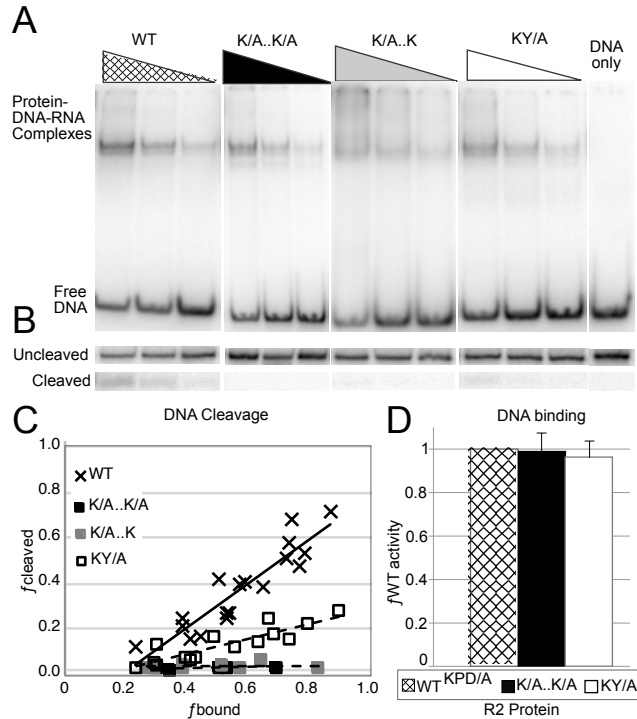 A
WT
K/A..K/A
K/A..K
KY/A
DNA only
Protein-
DNA-RNA
Complexes
Free
DNA
B
Uncleaved
Cleaved
C
DNA Cleavage
fcleaved
1.0
0.8
0.6
0.4
0.2
0.0
WT
K/A..K/A
K/A..K
KY/A
0.0
0.2
0.4
0.6
0.8
1.0
fbound
D
DNA binding
fWT activity
1
0.8
0.6
0.4
0.2
0
WT KPD/A K/A..K/A KY/A
R2 Protein